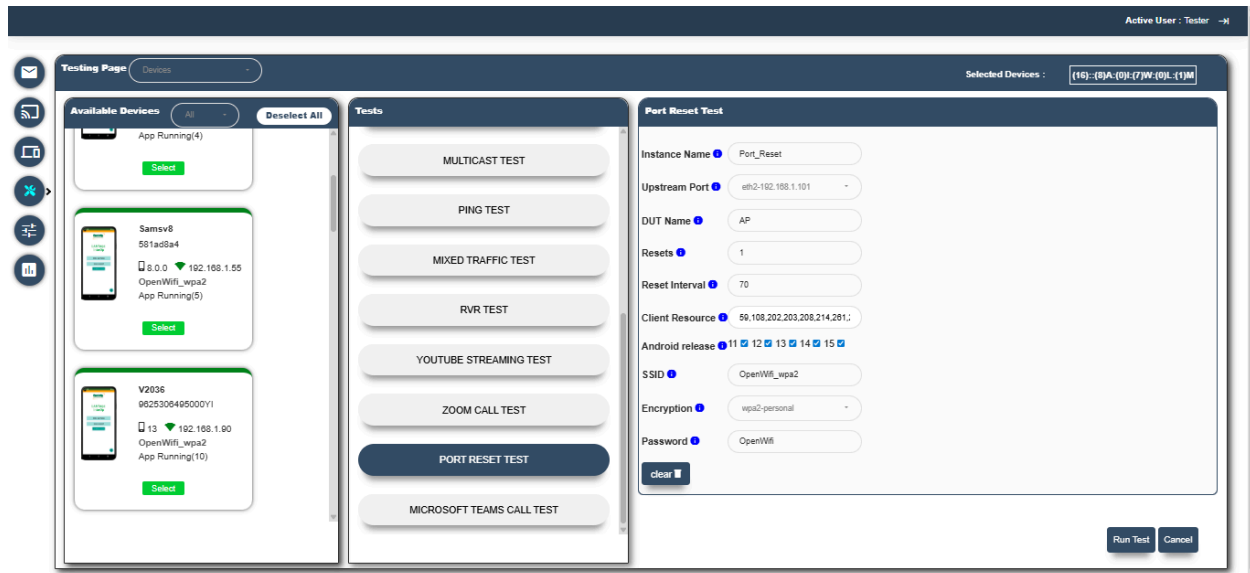 Active User : Tester
Testing Page
Devices
Selected Devices :
(16)::(8)A:(0)I:(7)W:(0)L:(1)M
Available Devices
All
Deselect All
App Running(4)
Select
Samsv8
581ad8a4
8.0.0 192.168.1.55
OpenWifi_wpa2
App Running(5)
Select
V2036
9625306495000YI
13 192.168.1.90
OpenWifi_wpa2
App Running(10)
Select
Tests
MULTICAST TEST
PING TEST
MIXED TRAFFIC TEST
RVR TEST
YOUTUBE STREAMING TEST
ZOOM CALL TEST
PORT RESET TEST
MICROSOFT TEAMS CALL TEST
Port Reset Test
Instance Name Port_Reset
Upstream Port eth2-192.168.1.101
DUT Name AP
Resets 1
Reset Interval 70
Client Resource 59,108,202,203,208,214,261,
Android release 11 12 13 14 15
SSID OpenWifi_wpa2
Encryption wpa2-personal
Password OpenWifi
clear
Run Test Cancel